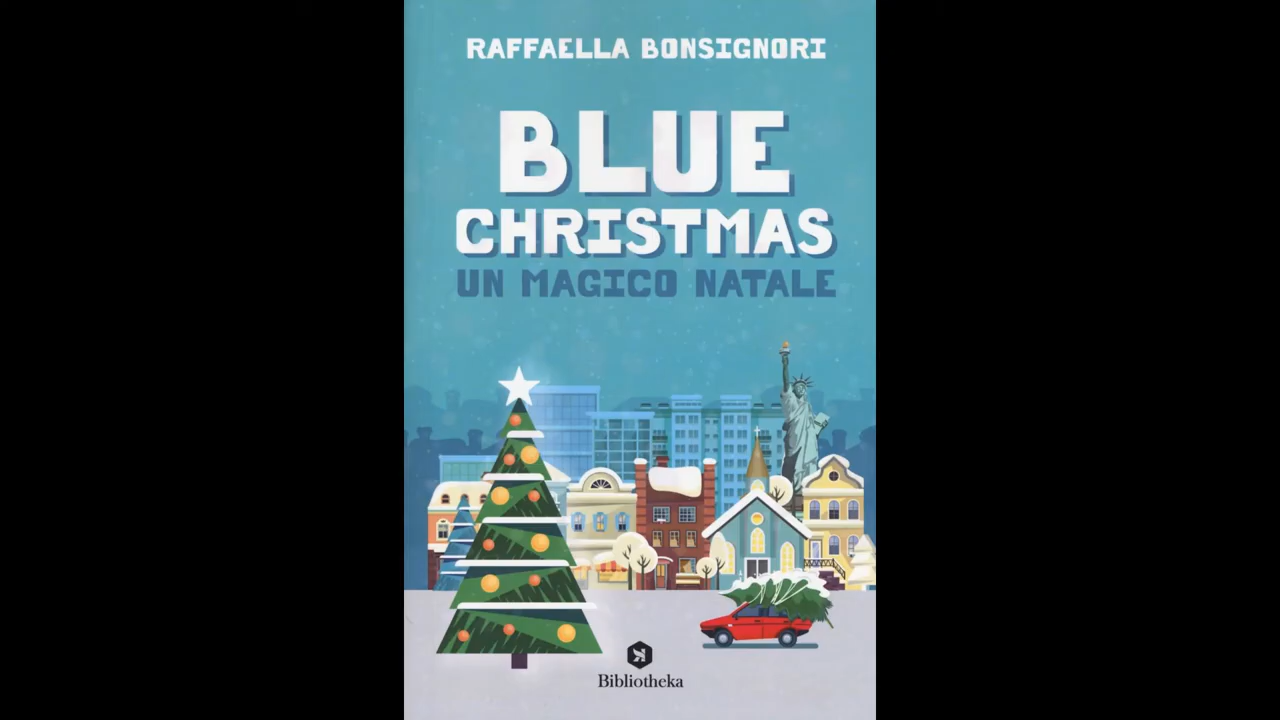 RAFFAELLA BONSIGNORI
BLUE
CHRISTMAS
UN MAGICO NATALE
Bibliotheka